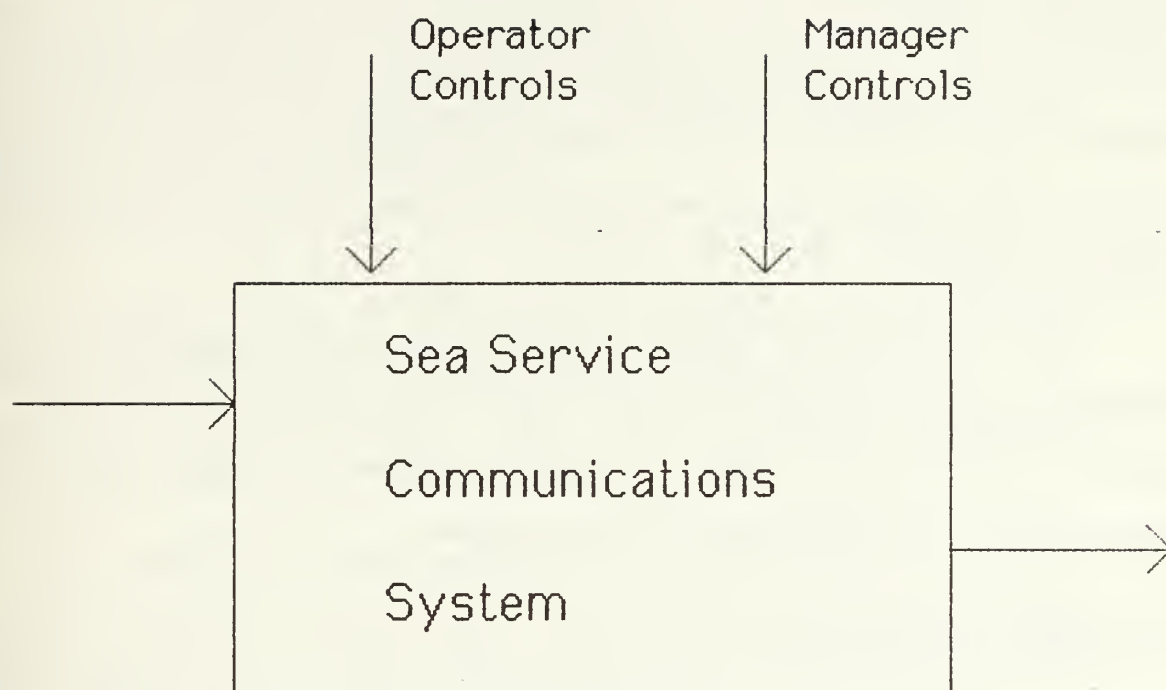 Operator
Controls
Manager
Controls
Sea Service
Communications
System